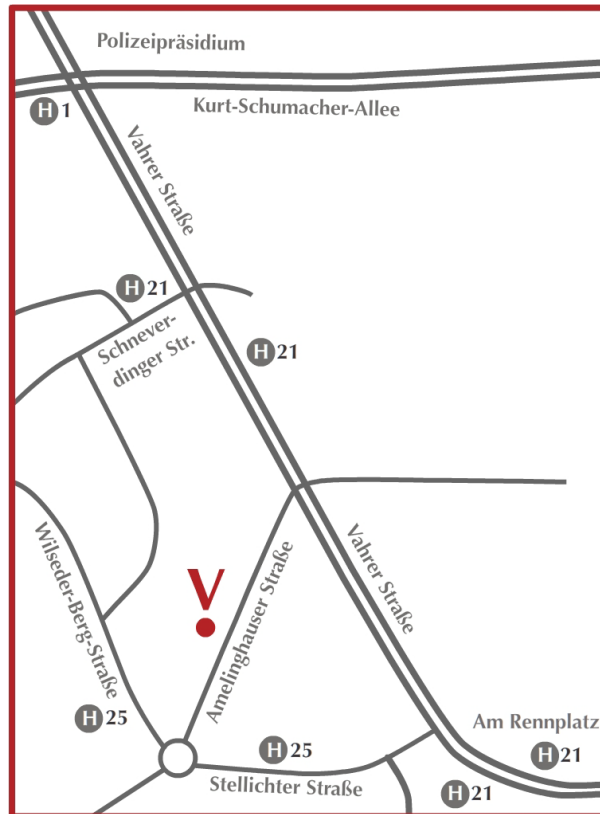 Polizeipräsidium
H 1
Kurt-Schumacher-Allee
Vahrer Straße
H 21
Schnever-
dinger Str.
H 21
Wilseder-Berg-Straße
V
Amelinghauser Straße
Vahrer Straße
H 25
H 25
Am Rennplatz
H 21
Stellichter Straße
H 21